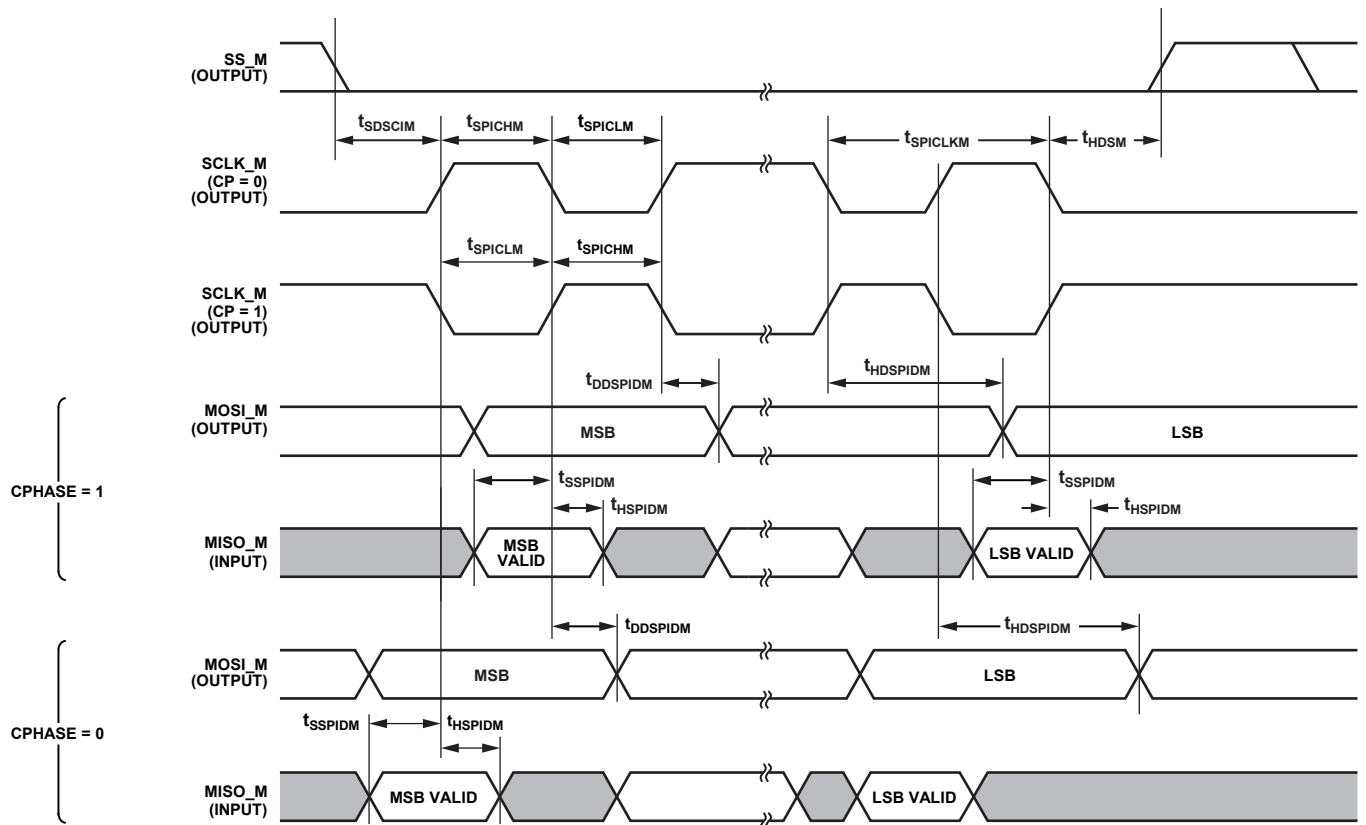 SS_M
(OUTPUT)
tSDSCIM
tSPICHM
tSPICLM
tSPICLKM
tHDSM
SCLK_M
(CP = 0)
(OUTPUT)
tSPICLM
tSPICHM
SCLK_M
(CP = 1)
(OUTPUT)
tDDSPIDM
tHDSPIDM
MOSI_M
(OUTPUT)
MSB
LSB
CPHASE = 1
tSSPIDM
tSSPIDM
tHSPIDM
tHSPIDM
MISO_M
(INPUT)
MSB
VALID
LSB VALID
tDDSPIDM
tHDSPIDM
MOSI_M
(OUTPUT)
MSB
LSB
CPHASE = 0
tSSPIDM
tHSPIDM
MISO_M
(INPUT)
MSB VALID
LSB VALID